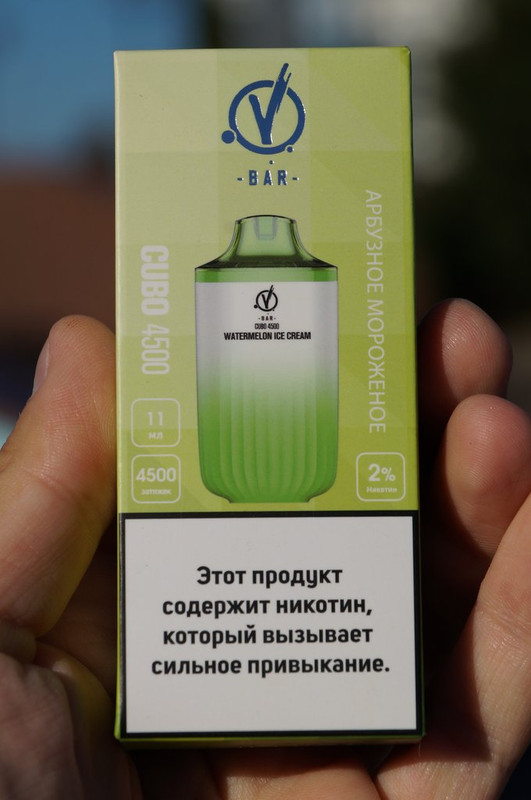 V
-BAR-
АРБУЗНОЕ МОРОЖЕНОЕ
CUBO 4500
V
-BAR-
CUBO 4500
WATERMELON ICE CREAM
11
мл
4500
затяжек
2%
Никотин
Этот продукт
содержит никотин,
который вызывает
сильное привыкание.